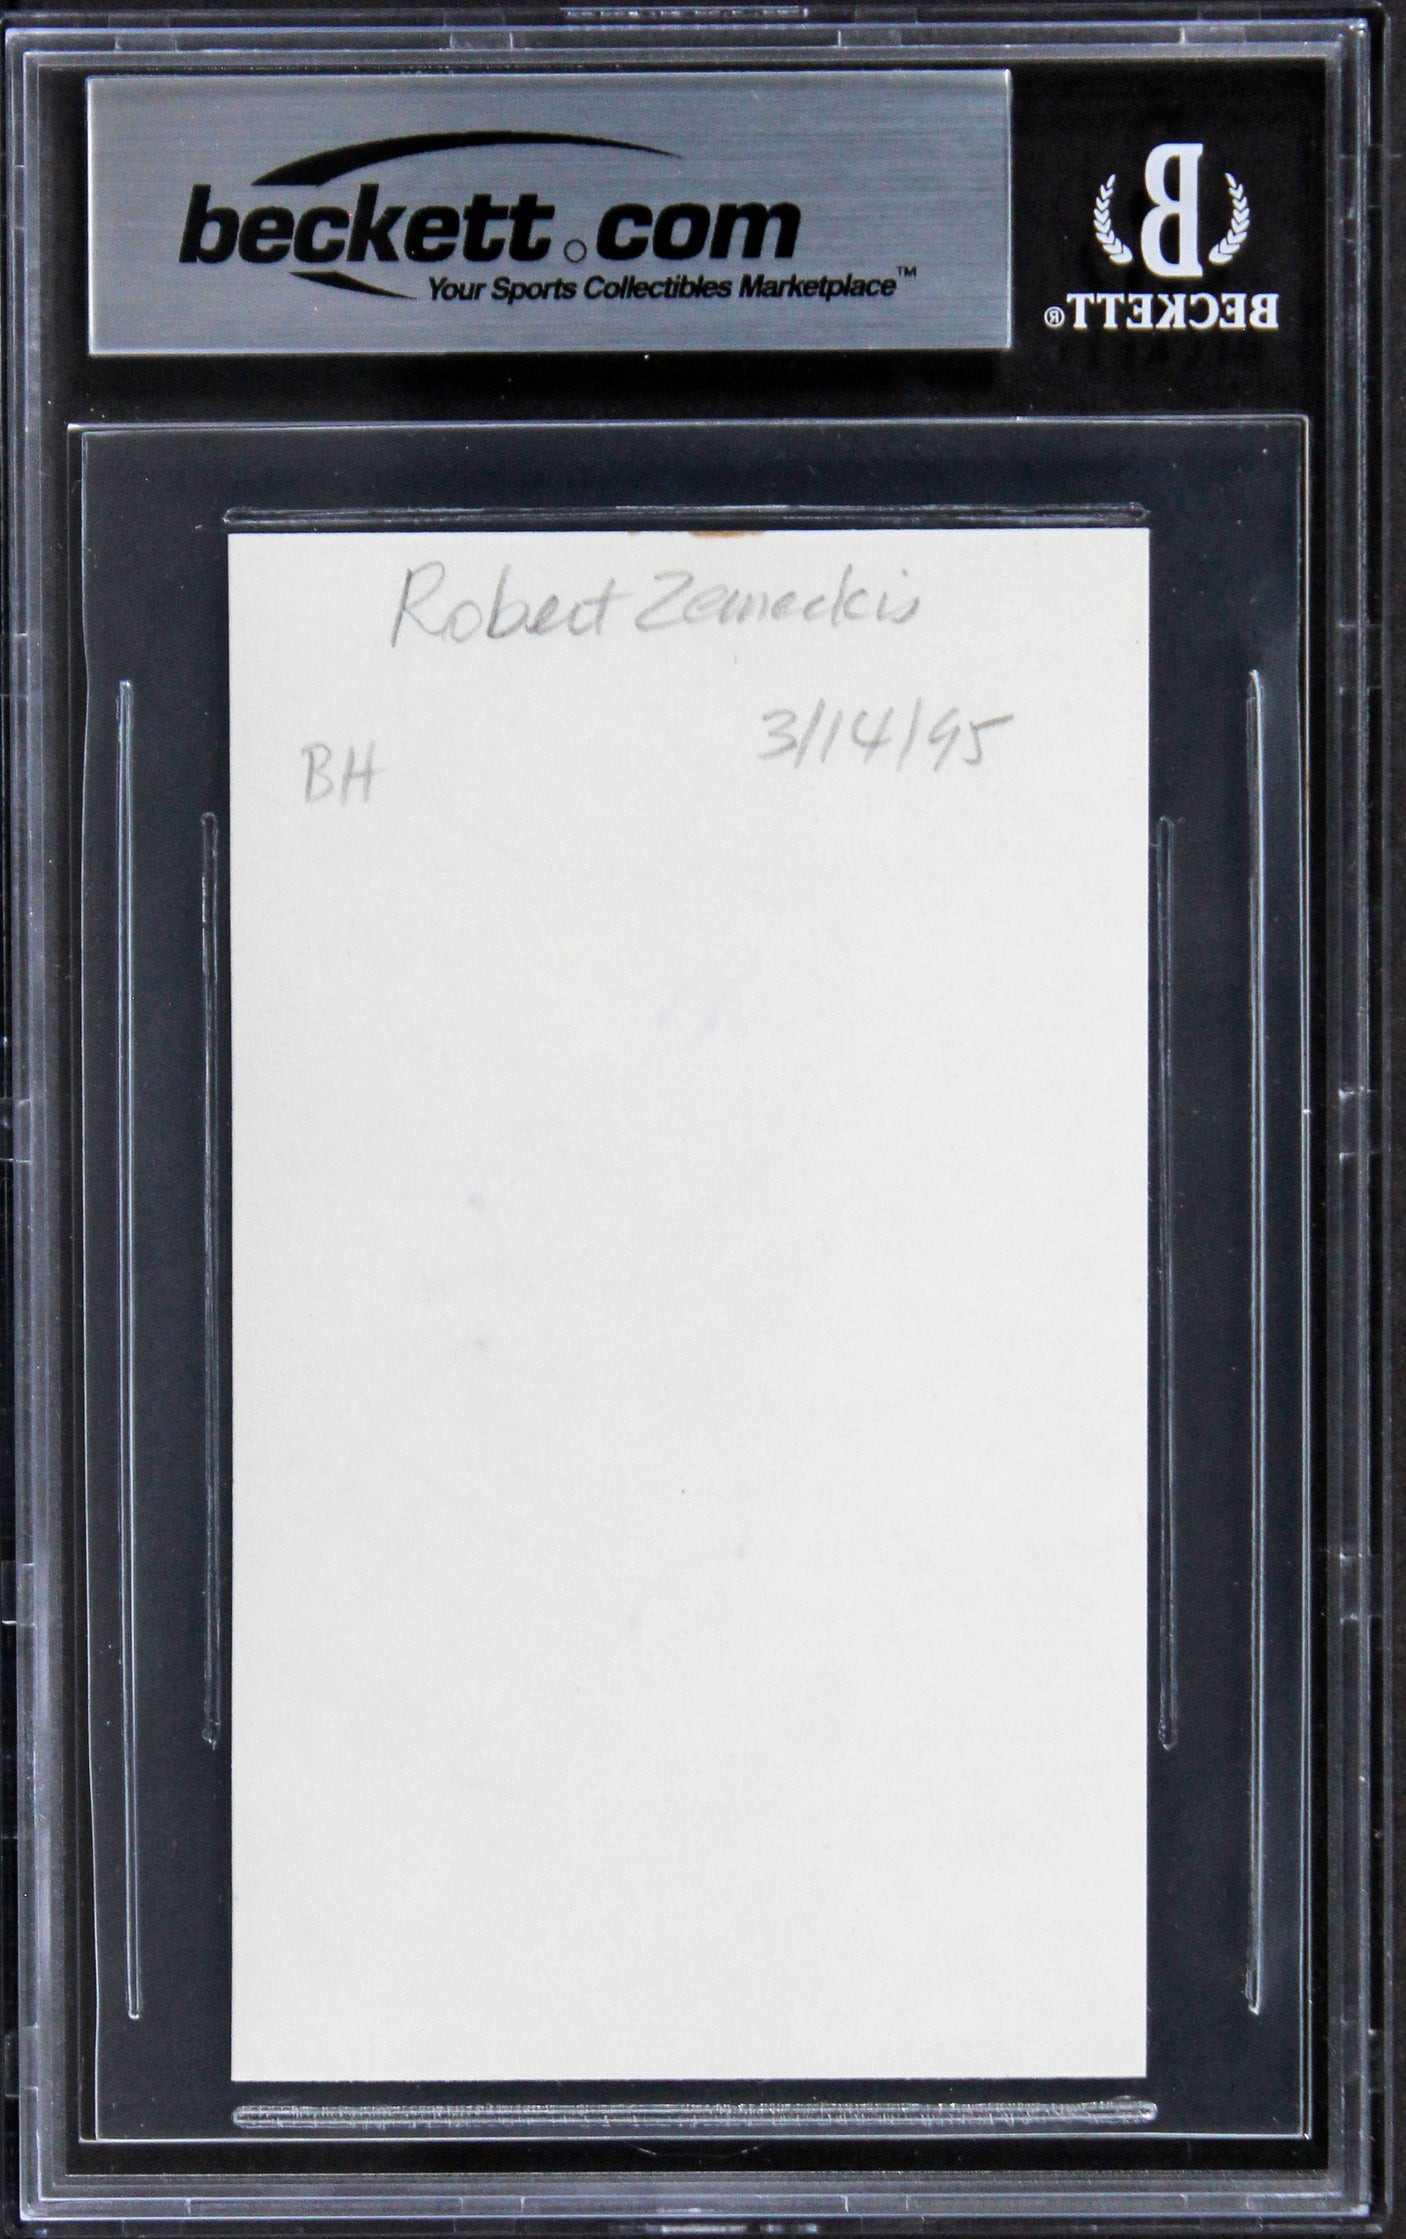 beckett.com
Your Sports Collectibles Marketplace™
B
BECKETT®
Robert Zemeckis
3/14/95
BH